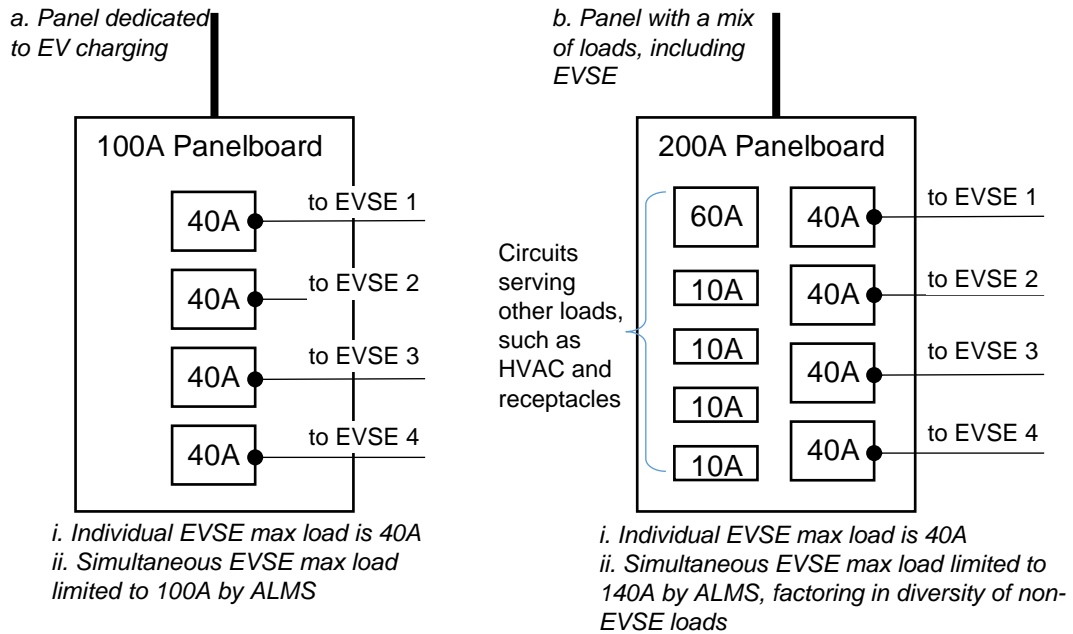 a. Panel dedicated
to EV charging
100A Panelboard
40A
to EVSE 1
40A
to EVSE 2
40A
to EVSE 3
40A
to EVSE 4
i. Individual EVSE max load is 40A
ii. Simultaneous EVSE max load
limited to 100A by ALMS
b. Panel with a mix
of loads, including
EVSE
200A Panelboard
Circuits
serving
other loads,
such as
HVAC and
receptacles
60A
10A
10A
10A
10A
40A
to EVSE 1
40A
to EVSE 2
40A
to EVSE 3
40A
to EVSE 4
i. Individual EVSE max load is 40A
ii. Simultaneous EVSE max load limited to
140A by ALMS, factoring in diversity of non-
EVSE loads